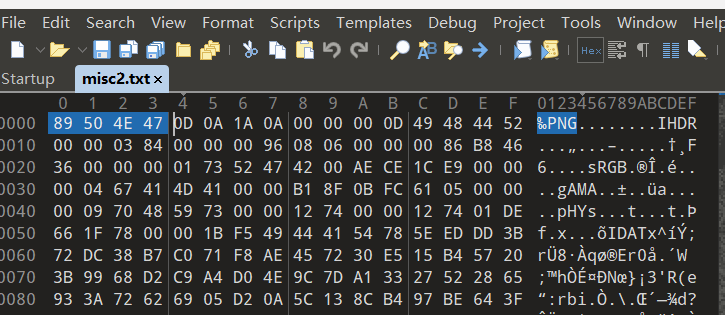 File Edit Search View Format Scripts Templates Debug Project Tools Window Help
Hex
Startup misc2.txt ×
0 1 2 3 4 5 6 7 8 9 A B C D E F 0123456789ABCDEF
0000 89 50 4E 47 0D 0A 1A 0A 00 00 00 0D 49 48 44 52 ‰PNG........IHDR
0010 00 00 03 84 00 00 00 96 08 06 00 00 00 86 B8 46 ...„...–.....†¸F
0020 36 00 00 00 01 73 52 47 42 00 AE CE 1C E9 00 00 6....sRGB.®Î.é..
0030 00 04 67 41 4D 41 00 00 B1 8F 0B FC 61 05 00 00 ..gAMA..±..üa...
0040 00 09 70 48 59 73 00 00 12 74 00 00 12 74 01 DE ..pHYs...t...t.Þ
0050 66 1F 78 00 00 1B F5 49 44 41 54 78 5E ED DD 3B f.x...õIDATx^íÝ;
0060 72 DC 38 B7 C0 71 F8 AE 45 72 30 E5 15 B4 57 20 rÜ8·Àqø®Er0å.´W
0070 3B 99 68 D2 C9 A4 D0 4E 9C 7D A1 33 27 52 28 65 ;™hÒÉ¤ÐNœ}¡3'R(e
0080 93 3A 72 62 69 05 D2 0A 5C 13 8C B4 97 BE 64 3F “:rbi.Ò.\.Œ´—¾d?